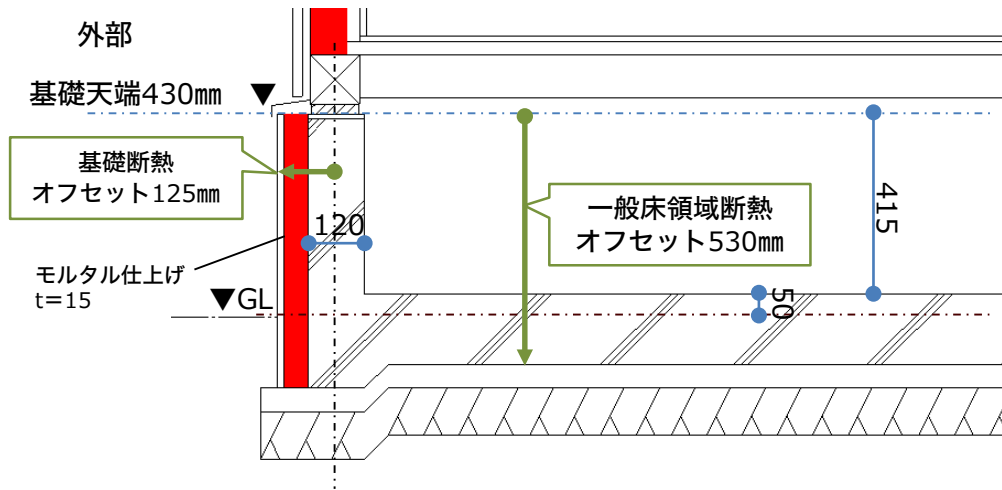 外部
基礎天端430㎜ ▼
基礎断熱
オフセット125㎜
120
一般床領域断熱
オフセット530㎜
415
モルタル仕上げ
t＝15
▼GL
50